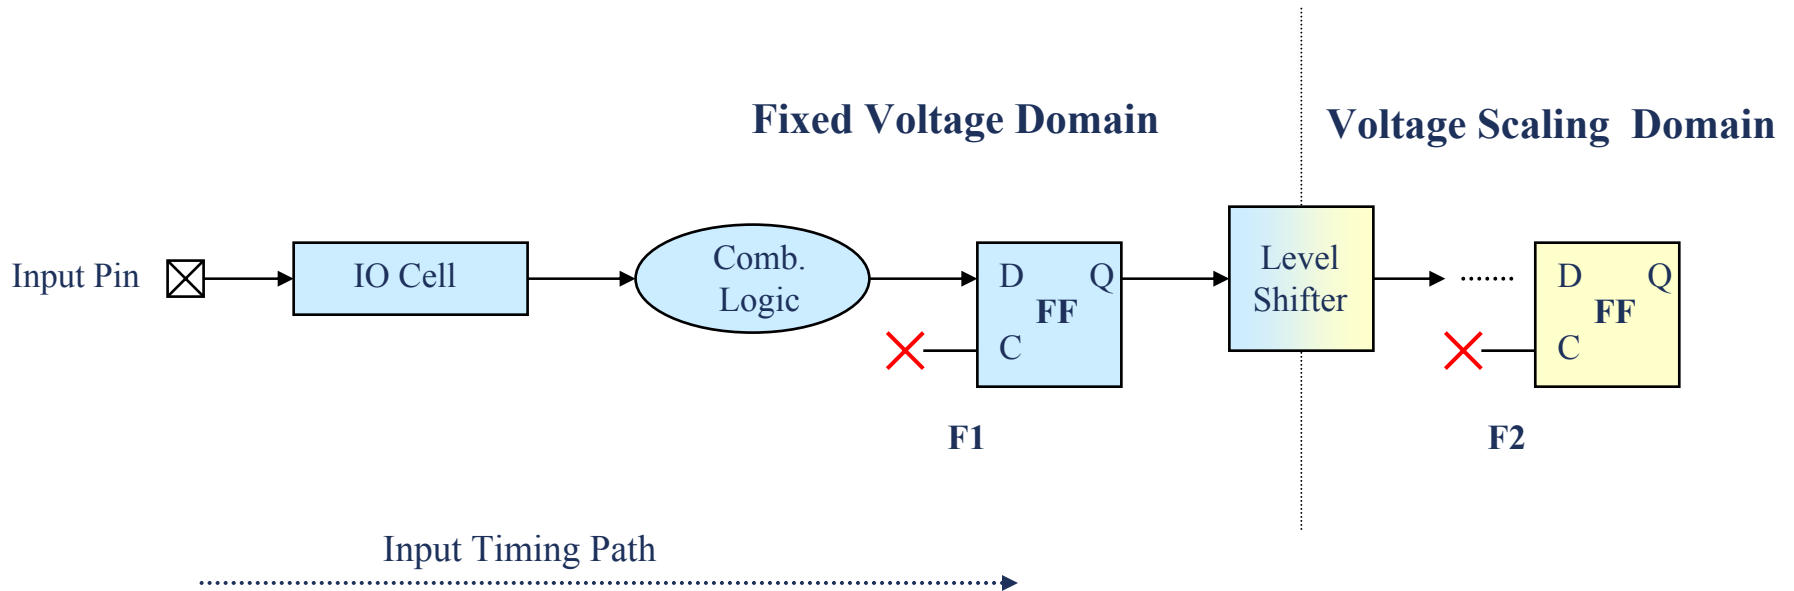 Fixed Voltage Domain
Voltage Scaling Domain
Input Pin
IO Cell
Comb.
Logic
D Q
FF
C
Level
Shifter
.......
D Q
FF
C
F1
F2
Input Timing Path